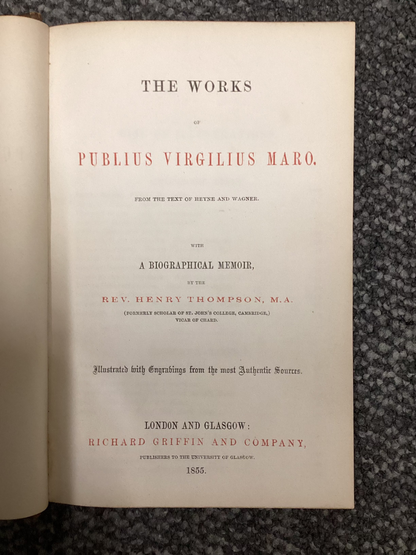 THE WORKS
OF
PUBLIUS VIRGILIUS MARO.
FROM THE TEXT OF HEYNE AND WAGNER.
WITH
A BIOGRAPHICAL MEMOIR,
BY THE
REV. HENRY THOMPSON, M.A.
(FORMERLY SCHOLAR OF ST. JOHN'S COLLEGE, CAMBRIDGE,)
VICAR OF CHARD.
Illustrated with Engravings from the most Authentic Sources.
LONDON AND GLASGOW:
RICHARD GRIFFIN AND COMPANY,
PUBLISHERS TO THE UNIVERSITY OF GLASGOW.
1855.